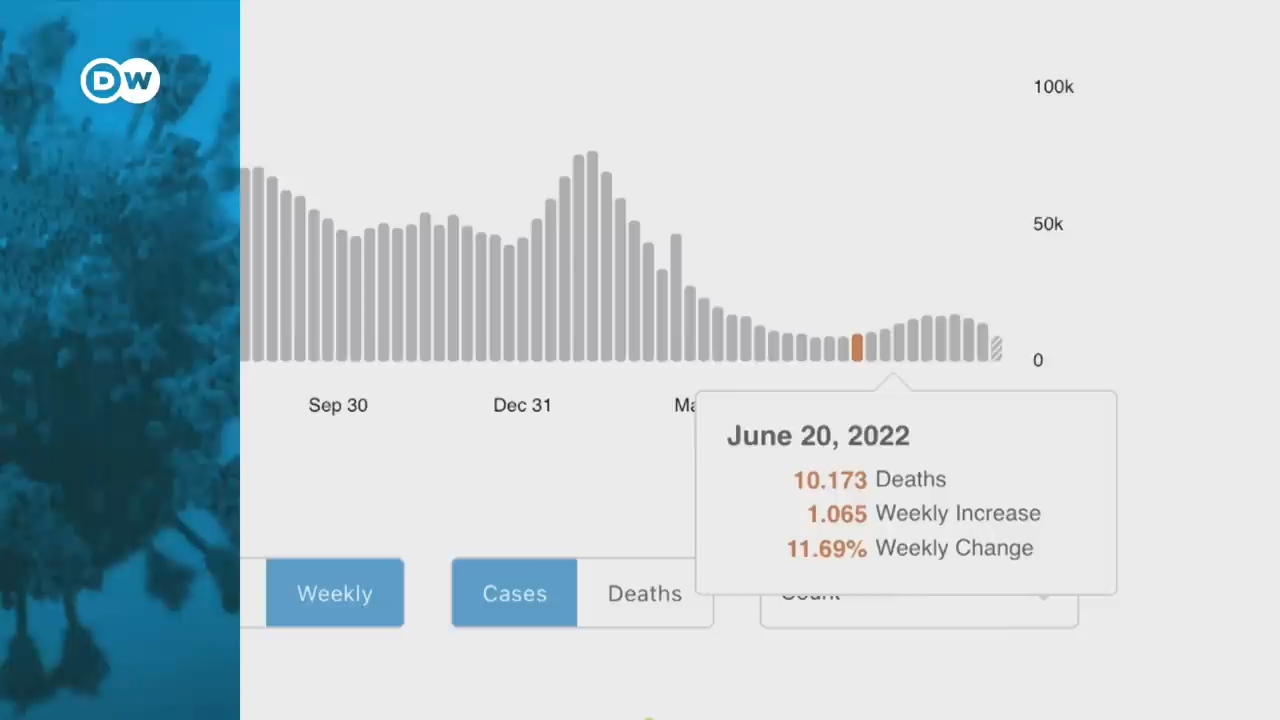 DW
100k
50k
0
Sep 30
Dec 31
June 20, 2022
10.173 Deaths
1.065 Weekly Increase
11.69% Weekly Change
Weekly
Cases
Deaths